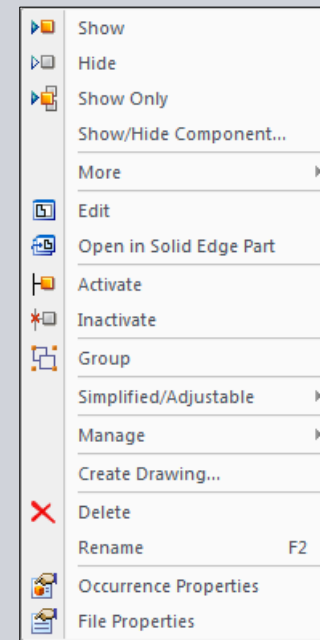 Show
Hide
Show Only
Show/Hide Component...
More
Edit
Open in Solid Edge Part
Activate
Inactivate
Group
Simplified/Adjustable
Manage
Create Drawing...
Delete
Rename F2
Occurrence Properties
File Properties